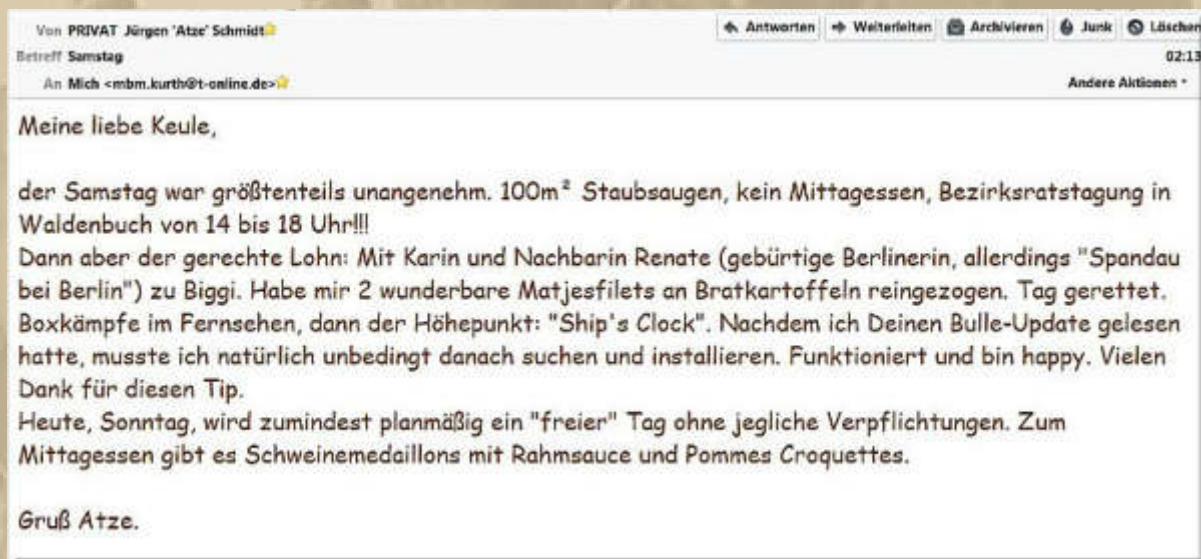 Von PRIVAT Jürgen 'Atze' Schmidt Antworten Weiterleiten Archivieren Junk Löschen
Betreff Samstag 02:13
An Mich <mbm.kurth@t-online.de> Andere Aktionen
Meine liebe Keule,
der Samstag war größtenteils unangenehm. 100m² Staubsaugen, kein Mittagessen, Bezirksratstagung in
Waldenbuch von 14 bis 18 Uhr!!!
Dann aber der gerechte Lohn: Mit Karin und Nachbarin Renate (gebürtige Berlinerin, allerdings "Spandau
bei Berlin") zu Biggi. Habe mir 2 wunderbare Matjesfilets an Bratkartoffeln reingezogen. Tag gerettet.
Boxkämpfe im Fernsehen, dann der Höhepunkt: "Ship's Clock". Nachdem ich Deinen Bulle-Update gelesen
hatte, musste ich natürlich unbedingt danach suchen und installieren. Funktioniert und bin happy. Vielen
Dank für diesen Tip.
Heute, Sonntag, wird zumindest planmäßig ein "freier" Tag ohne jegliche Verpflichtungen. Zum
Mittagessen gibt es Schweinemedaillons mit Rahmsauce und Pommes Croquettes.
Gruß Atze.